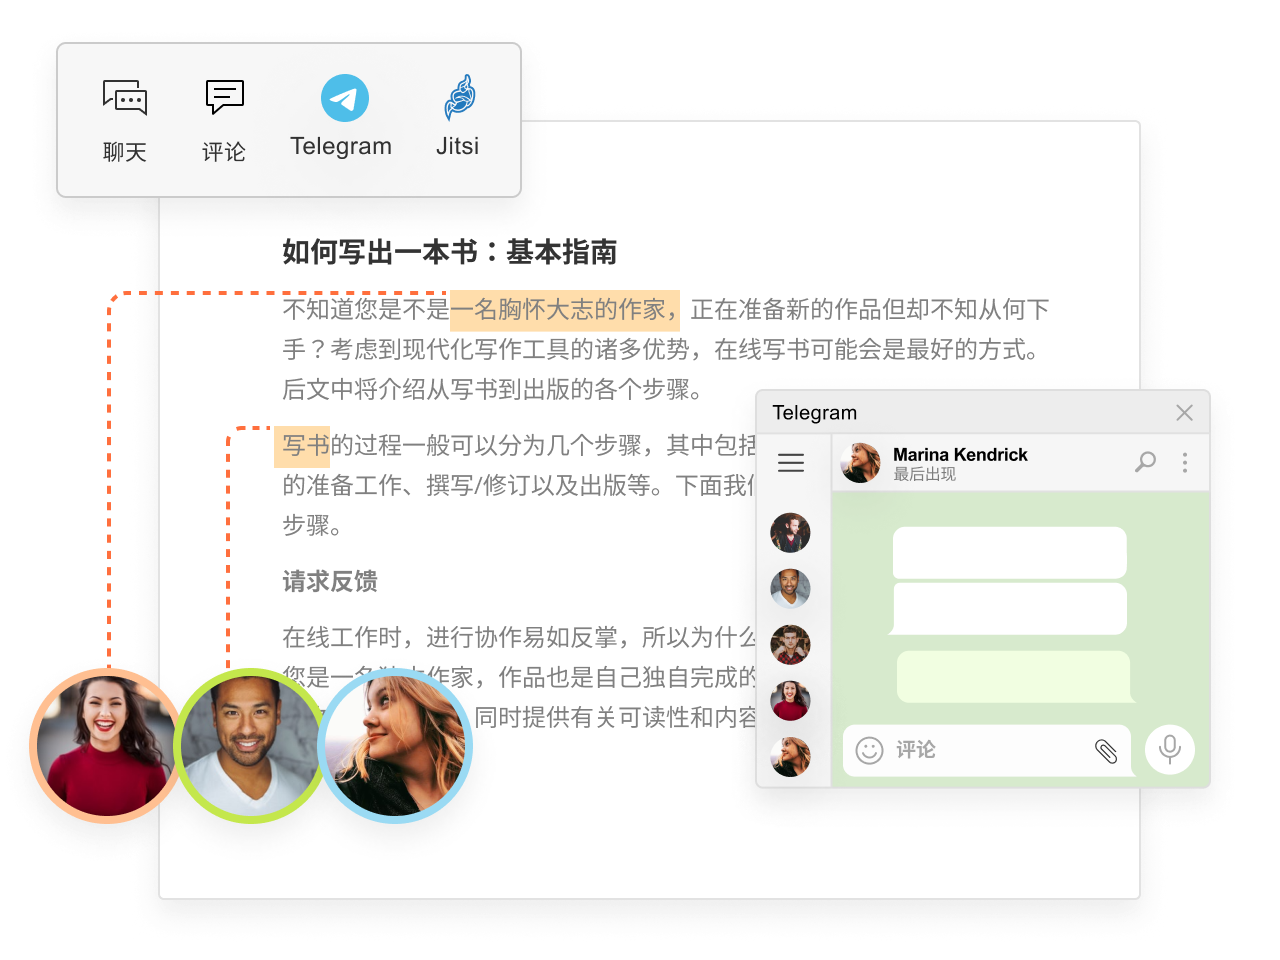 聊天
评论
Telegram
Jitsi
如何写出一本书：基本指南
不知道您是不是一名胸怀大志的作家，正在准备新的作品但却不知从何下
手？考虑到现代化写作工具的诸多优势，在线写书可能会是最好的方式。
后文中将介绍从写书到出版的各个步骤。
写书的过程一般可以分为几个步骤，其中包括
的准备工作、撰写/修订以及出版等。下面我们
步骤。
请求反馈
在线工作时，进行协作易如反掌，所以为什么
您是一名独立作家，作品也是自己独自完成的
同时提供有关可读性和内容
Telegram
Marina Kendrick
最后出现
评论